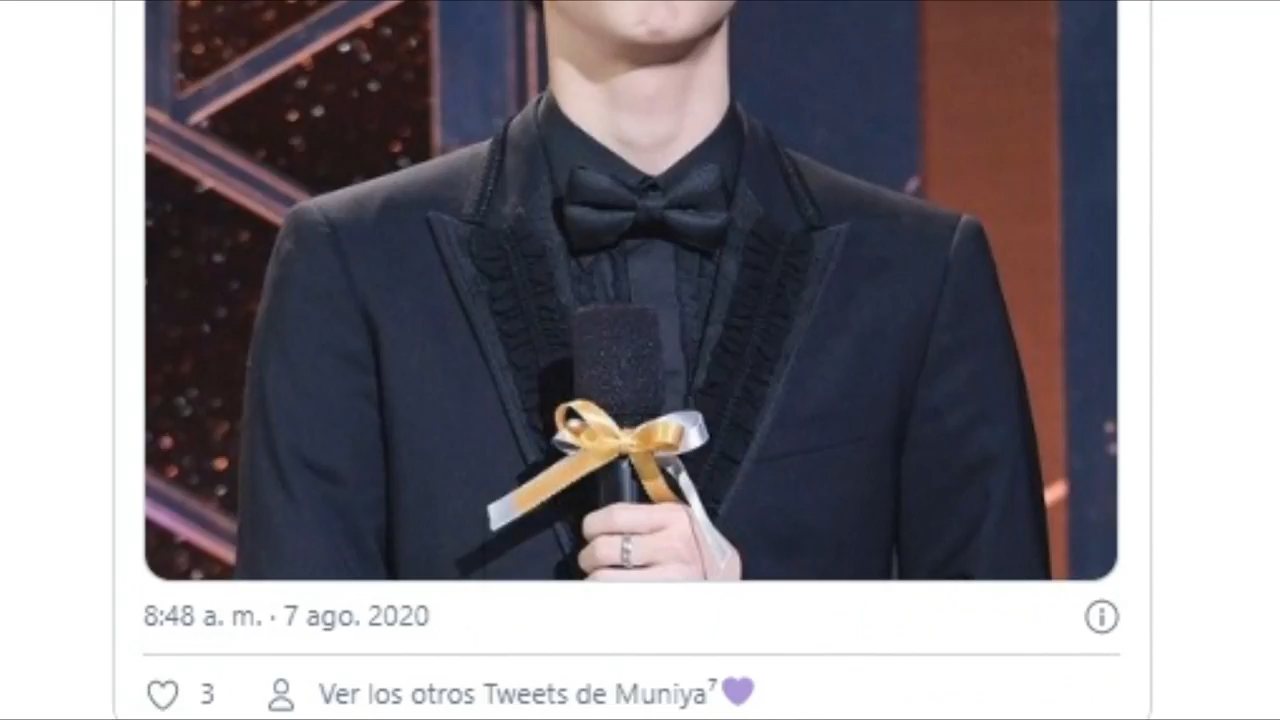 8:48 a. m. · 7 ago. 2020
3 Ver los otros Tweets de Muniya⁷💜